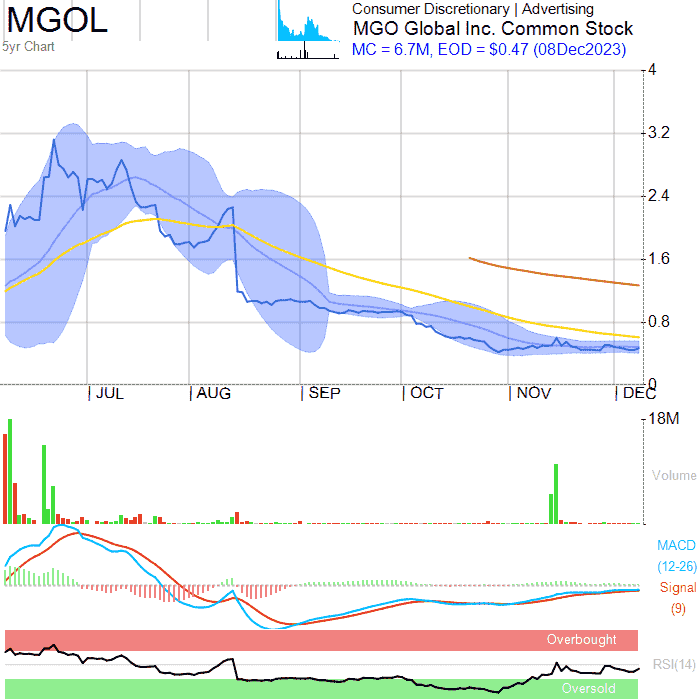 MGOL
5yr Chart
Consumer Discretionary | Advertising
MGO Global Inc. Common Stock
MC = 6.7M, EOD = $0.47 (08Dec2023)
4
3.2
2.4
1.6
0.8
0
JUL AUG SEP OCT NOV DEC
18M
Volume
MACD
(12-26)
Signal
(9)
Overbought
RSI(14)
Oversold